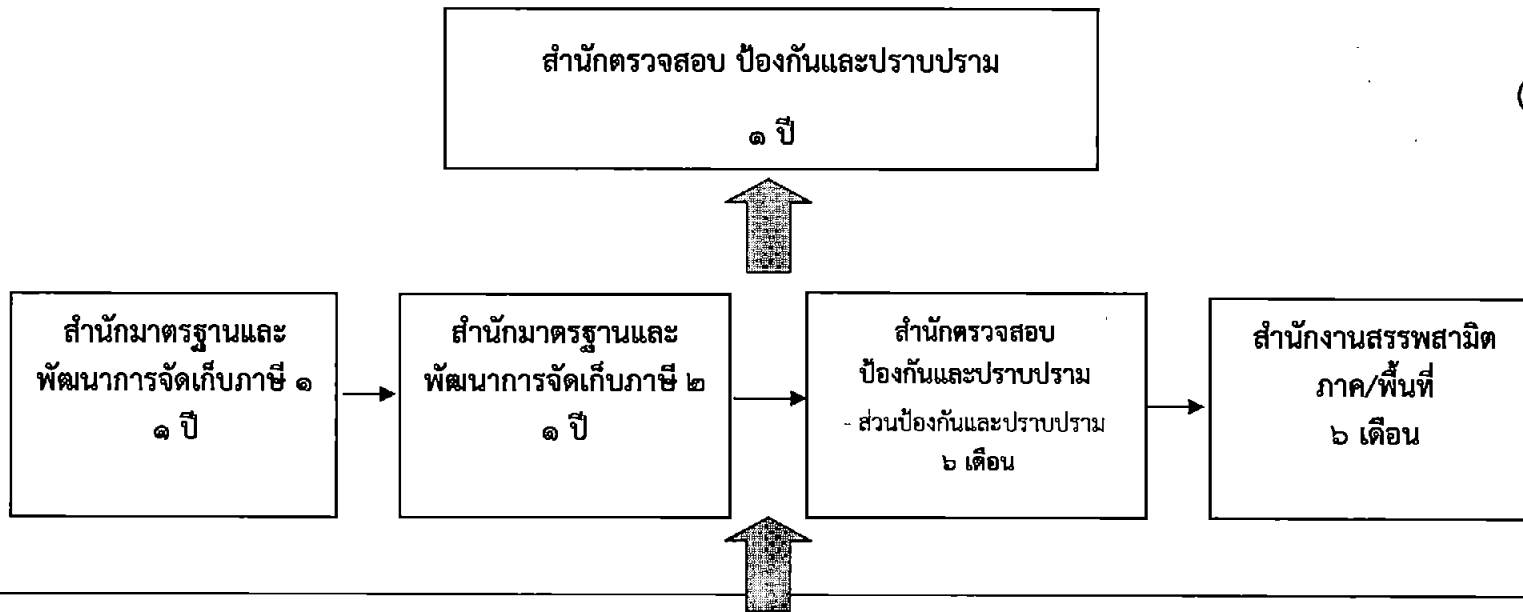 สำนักตรวจสอบ ป้องกันและปราบปราม
๑ ปี
สำนักมาตรฐานและ
พัฒนาการจัดเก็บภาษี ๑
๑ ปี
สำนักมาตรฐานและ
พัฒนาการจัดเก็บภาษี ๒
๑ ปี
สำนักตรวจสอบ
ป้องกันและปราบปราม
- ส่วนป้องกันและปราบปราม
๖ เดือน
สำนักงานสรรพสามิต
ภาค/พื้นที่
๖ เดือน